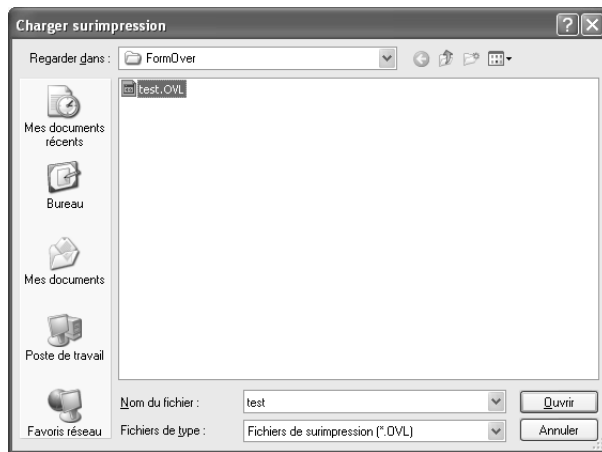 Charger surimpression
Regarder dans :
FormOver
test.OVL
Mes documents
récents
Bureau
Mes documents
Poste de travail
Favoris réseau
Nom du fichier :
test
Ouvrir
Fichiers de type :
Fichiers de surimpression (*.OVL)
Annuler